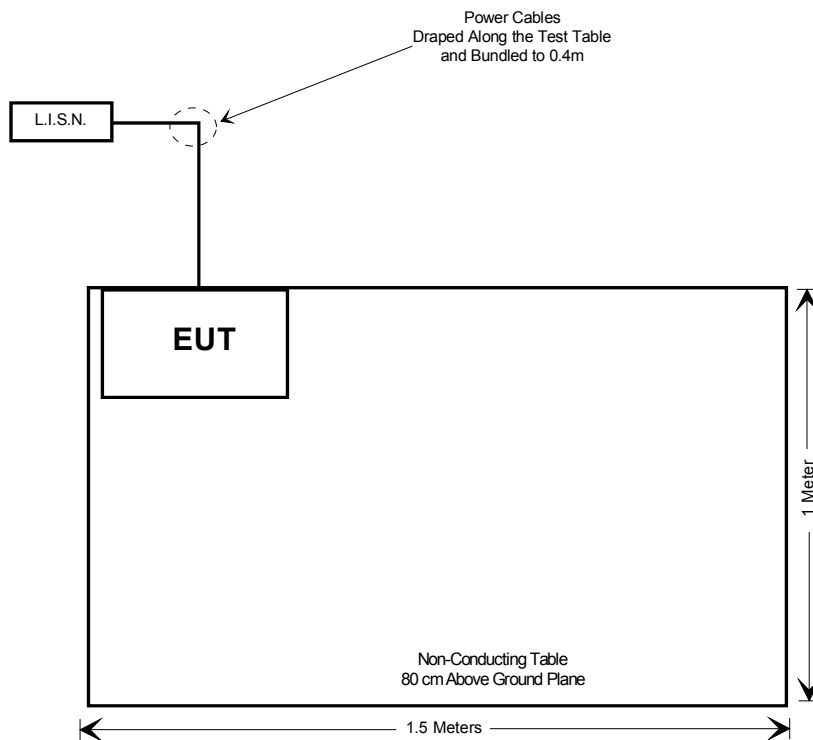 Power Cables
Draped Along the Test Table
and Bundled to 0.4m
L.I.S.N.
EUT
1 Meter
Non-Conducting Table
80 cm Above Ground Plane
1.5 Meters